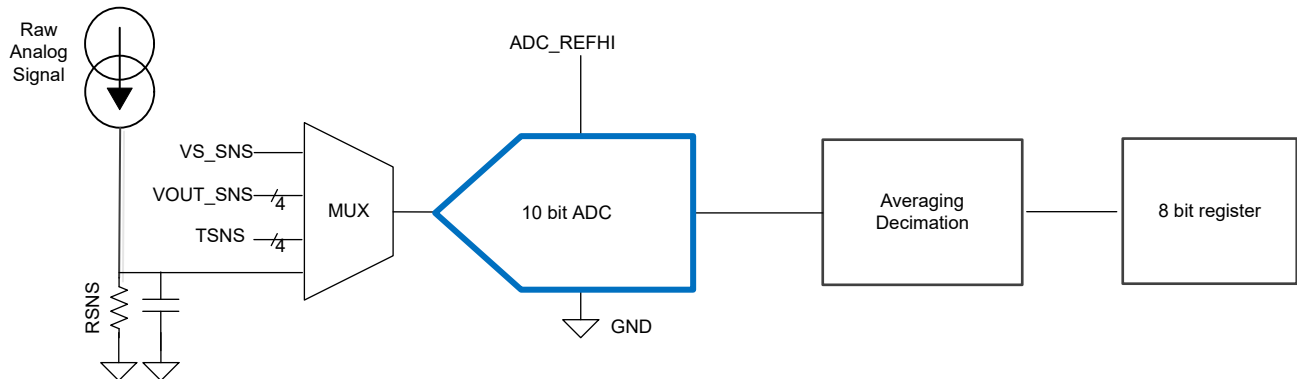 Raw
Analog
Signal
ADC_REFHI
VS_SNS
VOUT_SNS
4
TSNS
4
MUX
10 bit ADC
Averaging
Decimation
8 bit register
RSNS
GND